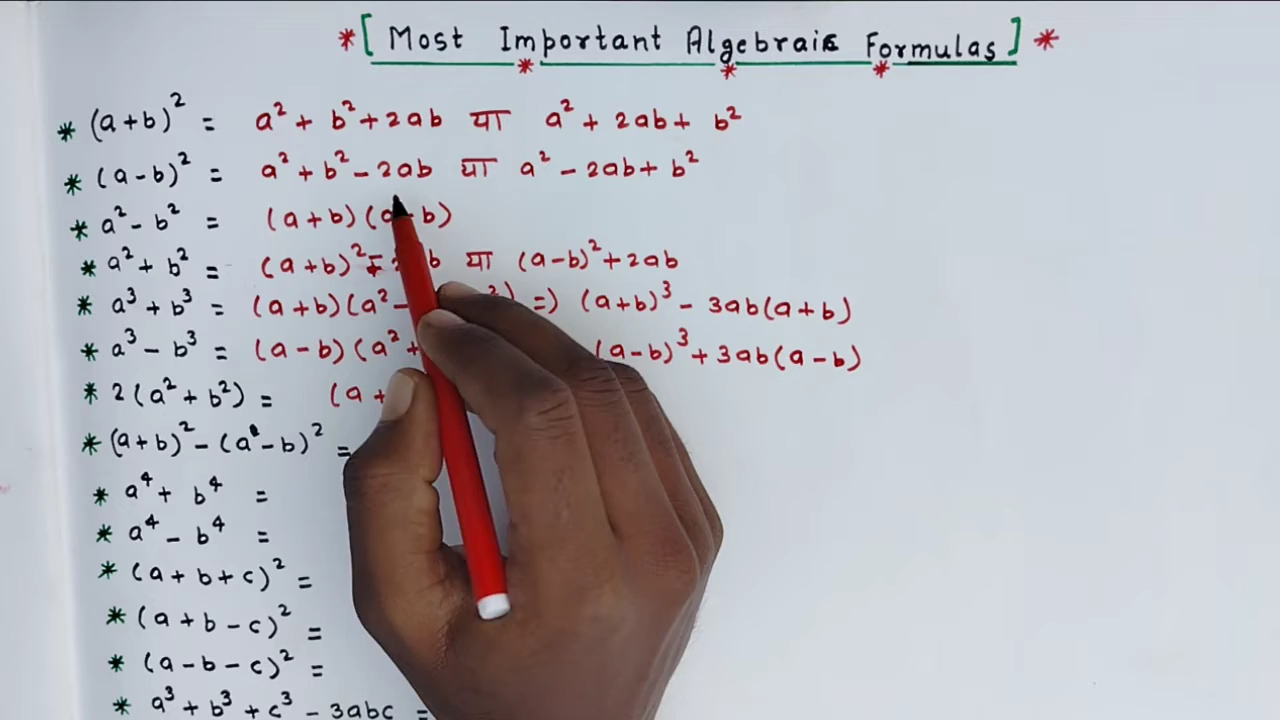 *[ Most Important Algebraic Formulas ]*
* (a+b)² = a² + b² + 2ab या a² + 2ab + b²
* (a-b)² = a² + b² - 2ab या a² - 2ab + b²
* a² - b² = (a+b)(a-b)
* a² + b² = (a+b)² - 2ab या (a-b)² + 2ab
* a³ + b³ = (a+b)(a² - ²) => (a+b)³ - 3ab(a+b)
* a³ - b³ = (a-b)(a² + (a-b)³ + 3ab(a-b)
* 2(a² + b²) = (a+
* (a+b)² - (a-b)² =
* a⁴ + b⁴ =
* a⁴ - b⁴ =
* (a+b+c)² =
* (a+b-c)² =
* (a-b-c)² =
* a³ + b³ + c³ - 3abc =